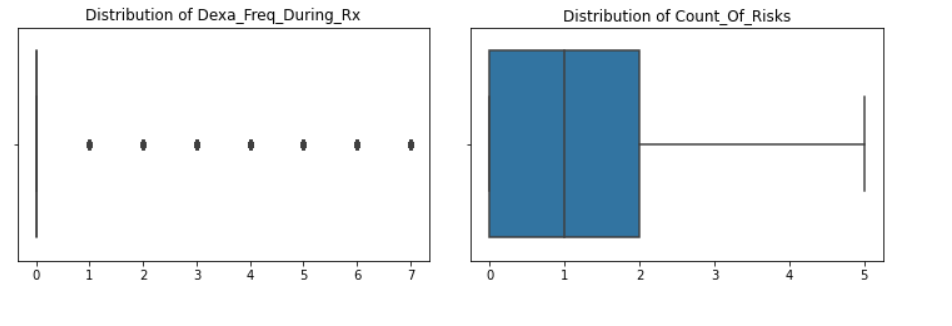 Distribution of Dexa_Freq_During_Rx
0 1 2 3 4 5 6 7
Distribution of Count_Of_Risks
0 1 2 3 4 5